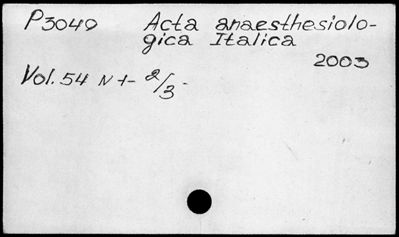 P3049 Acta anaesthesiolo-
gica Italica
2003
Vol. 54 N 1- 2/3 -